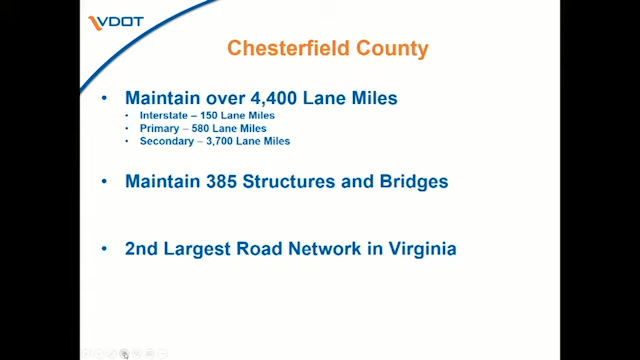 VDOT
Chesterfield County
• Maintain over 4,400 Lane Miles
• Interstate – 150 Lane Miles
• Primary – 580 Lane Miles
• Secondary – 3,700 Lane Miles
• Maintain 385 Structures and Bridges
• 2nd Largest Road Network in Virginia